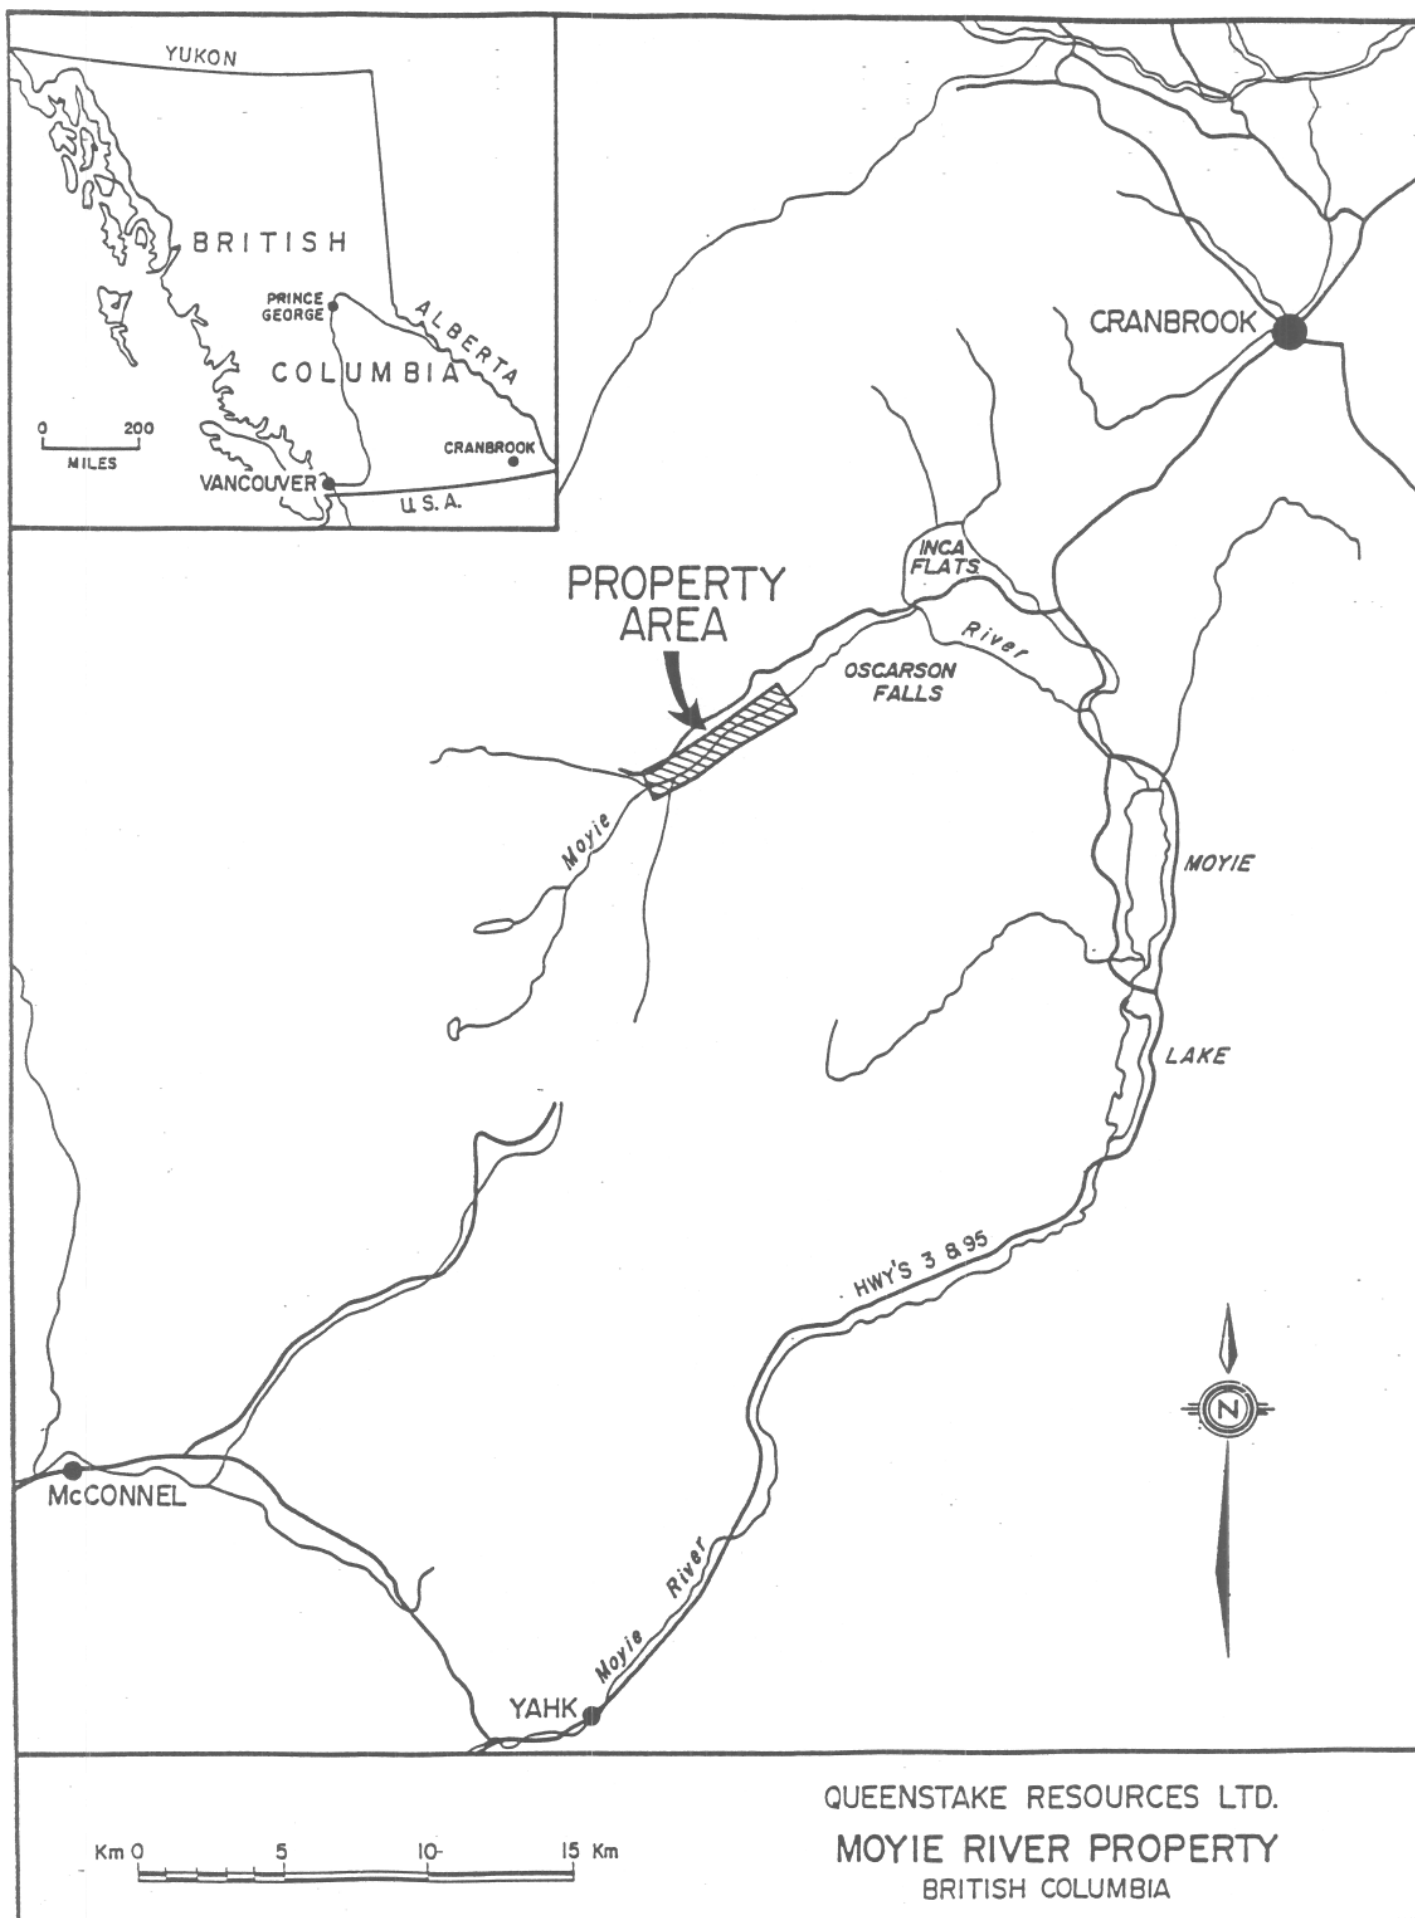 YUKON
BRITISH
PRINCE
GEORGE
ALBERTA
COLUMBIA
0 200
MILES
CRANBROOK
VANCOUVER
U.S.A.
CRANBROOK
INCA
FLATS
PROPERTY
AREA
River
OSCARSON
FALLS
Moyie
MOYIE
LAKE
HWY'S 3 & 95
N
McCONNEL
Moyie River
YAHK
QUEENSTAKE RESOURCES LTD.
MOYIE RIVER PROPERTY
BRITISH COLUMBIA
Km 0 5 10 15 Km